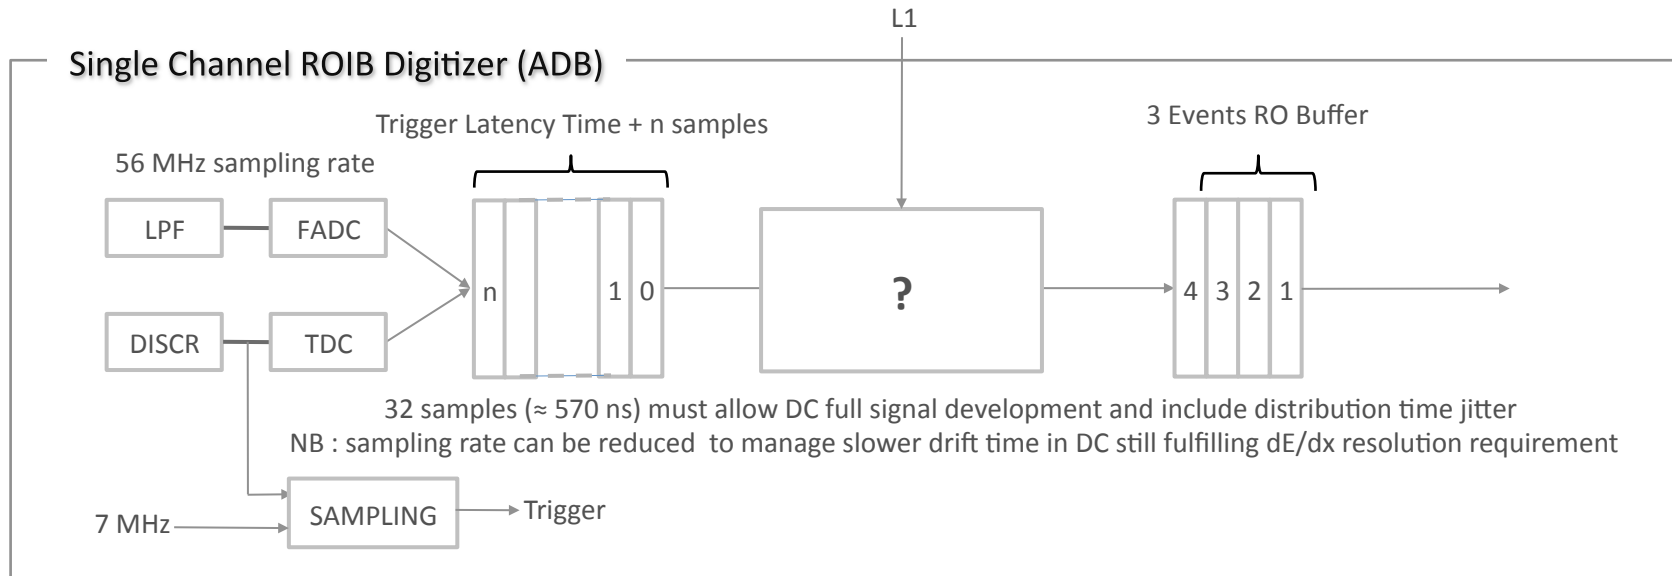 L1
Single Channel ROIB Digitizer (ADB)
Trigger Latency Time + n samples
3 Events RO Buffer
56 MHz sampling rate
LPF
FADC
n
1
0
?
4
3
2
1
DISCR
TDC
32 samples (≈ 570 ns) must allow DC full signal development and include distribution time jitter
NB : sampling rate can be reduced to manage slower drift time in DC still fulfilling dE/dx resolution requirement
SAMPLING
Trigger
7 MHz